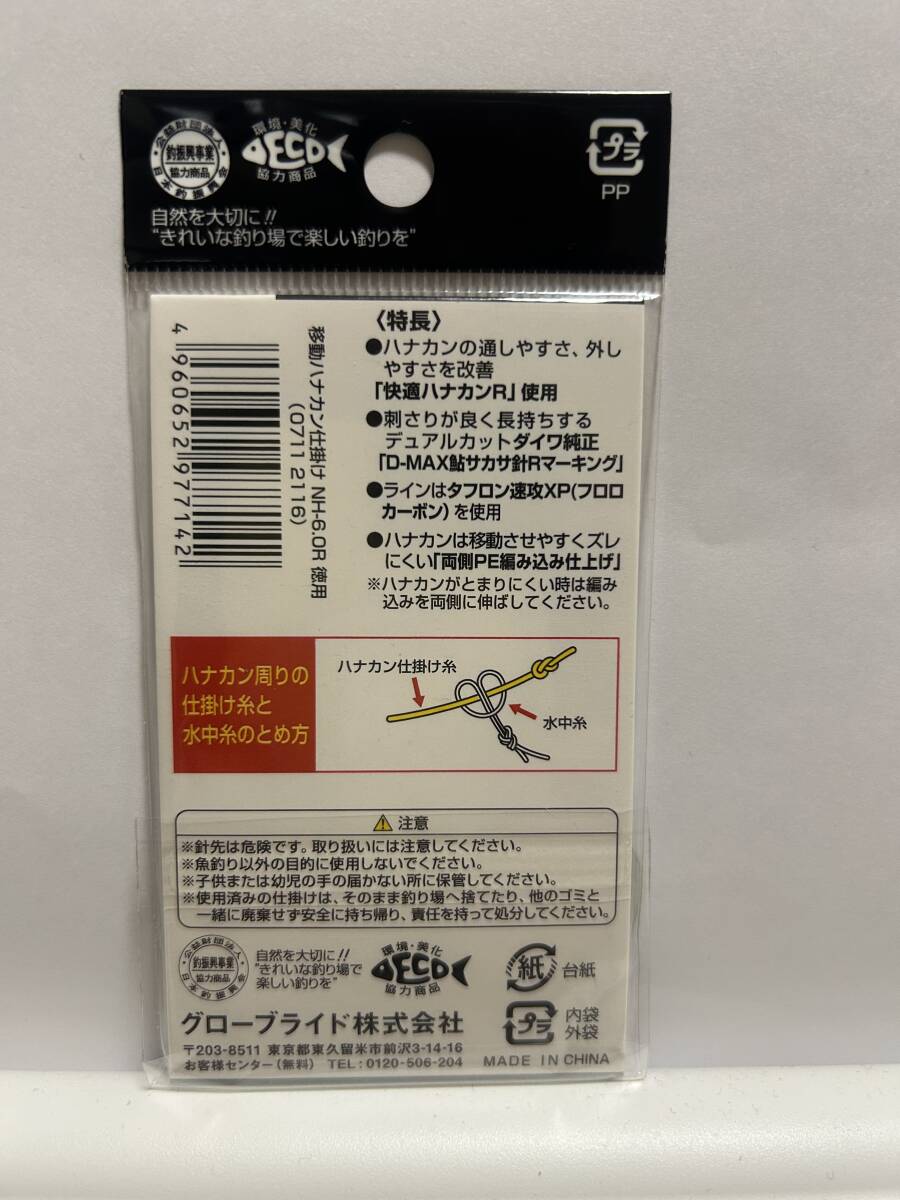 公益財団法人
釣振興事業
協力商品
日本釣振興会
環境・美化
ECO
協力商品
プラ
PP
自然を大切に!!
"きれいな釣り場で楽しい釣りを"
4 960652 977142
移動ハナカン仕掛け NH-6.0R 徳用
(0711 2116)
〈特長〉
●ハナカンの通しやすさ、外し
やすさを改善
「快適ハナカンR」使用
●刺さりが良く長持ちする
デュアルカットダイワ純正
「D-MAX鮎サカサ針Rマーキング」
●ラインはタフロン速攻XP(フロロ
カーボン)を使用
●ハナカンは移動させやすくズレ
にくい「両側PE編み込み仕上げ」
※ハナカンがとまりにくい時は編み
込みを両側に伸ばしてください。
ハナカン周りの
仕掛け糸と
水中糸のとめ方
ハナカン仕掛け糸
水中糸
注意
※針先は危険です。取り扱いには注意してください。
※魚釣り以外の目的に使用しないでください。
※子供または幼児の手の届かない所に保管してください。
※使用済みの仕掛けは、そのまま釣り場へ捨てたり、他のゴミと
一緒に廃棄せず安全に持ち帰り、責任を持って処分してください。
公益財団法人
釣振興事業
協力商品
日本釣振興会
自然を大切に!!
"きれいな釣り場で
楽しい釣りを"
環境・美化
ECO
協力商品
紙
台紙
グローブライド株式会社
プラ
内袋
外袋
〒203-8511 東京都東久留米市前沢3-14-16
お客様センター(無料) TEL:0120-506-204
MADE IN CHINA